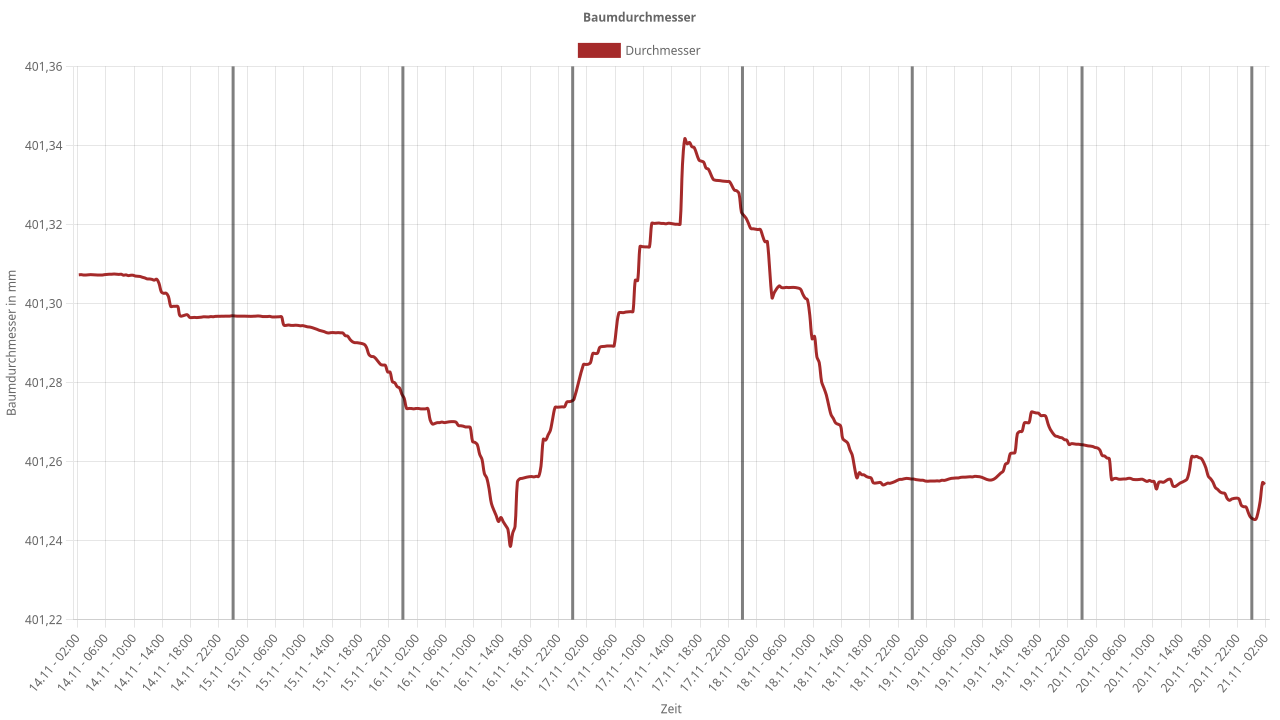 Baumdurchmesser
Durchmesser
401,36
401,34
401,32
401,30
401,28
401,26
401,24
401,22
Baumdurchmesser in mm
14.11 - 02:00
14.11 - 06:00
14.11 - 10:00
14.11 - 14:00
14.11 - 18:00
14.11 - 22:00
15.11 - 02:00
15.11 - 06:00
15.11 - 10:00
15.11 - 14:00
15.11 - 18:00
15.11 - 22:00
16.11 - 02:00
16.11 - 06:00
16.11 - 10:00
16.11 - 14:00
16.11 - 18:00
16.11 - 22:00
17.11 - 02:00
17.11 - 06:00
17.11 - 10:00
17.11 - 14:00
17.11 - 18:00
17.11 - 22:00
18.11 - 02:00
18.11 - 06:00
18.11 - 10:00
18.11 - 14:00
18.11 - 18:00
18.11 - 22:00
19.11 - 02:00
19.11 - 06:00
19.11 - 10:00
19.11 - 14:00
19.11 - 18:00
19.11 - 22:00
20.11 - 02:00
20.11 - 06:00
20.11 - 10:00
20.11 - 14:00
20.11 - 18:00
20.11 - 22:00
21.11 - 02:00
Zeit